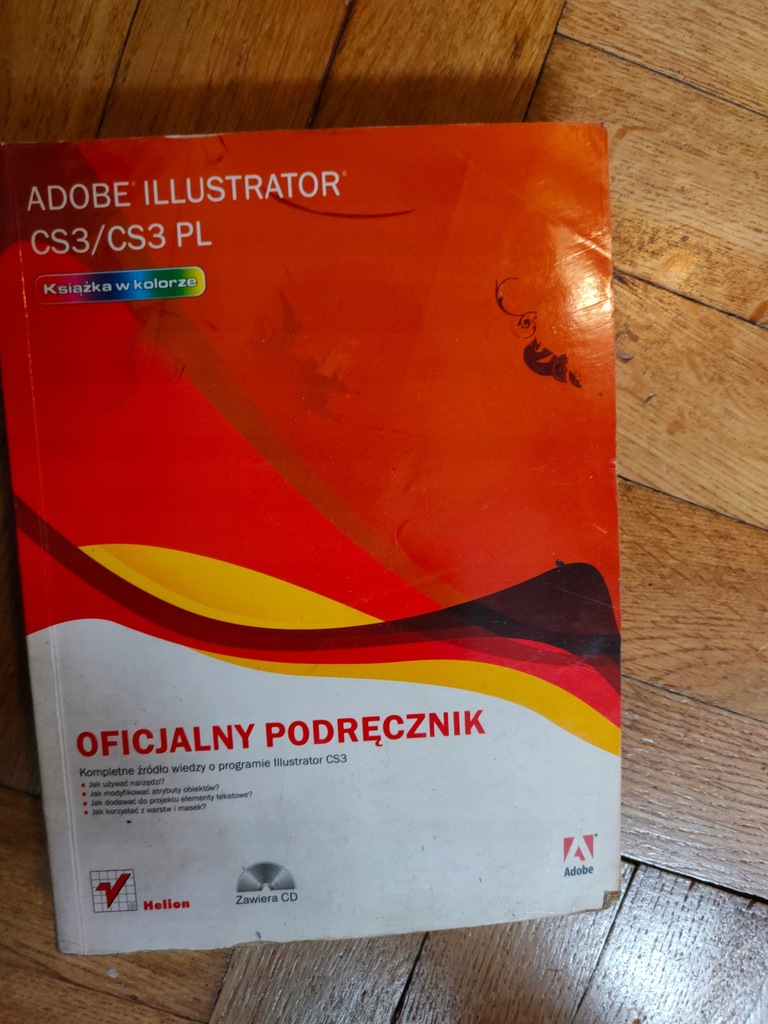 ADOBE® ILLUSTRATOR®
CS3/CS3 PL
Książka w kolorze
OFICJALNY PODRĘCZNIK
Kompletne źródło wiedzy o programie Illustrator CS3
• Jak używać narzędzi?
• Jak modyfikować atrybuty obiektów?
• Jak dodawać do projektu elementy tekstowe?
• Jak korzystać z warstw i masek?
Helion
Zawiera CD
Adobe